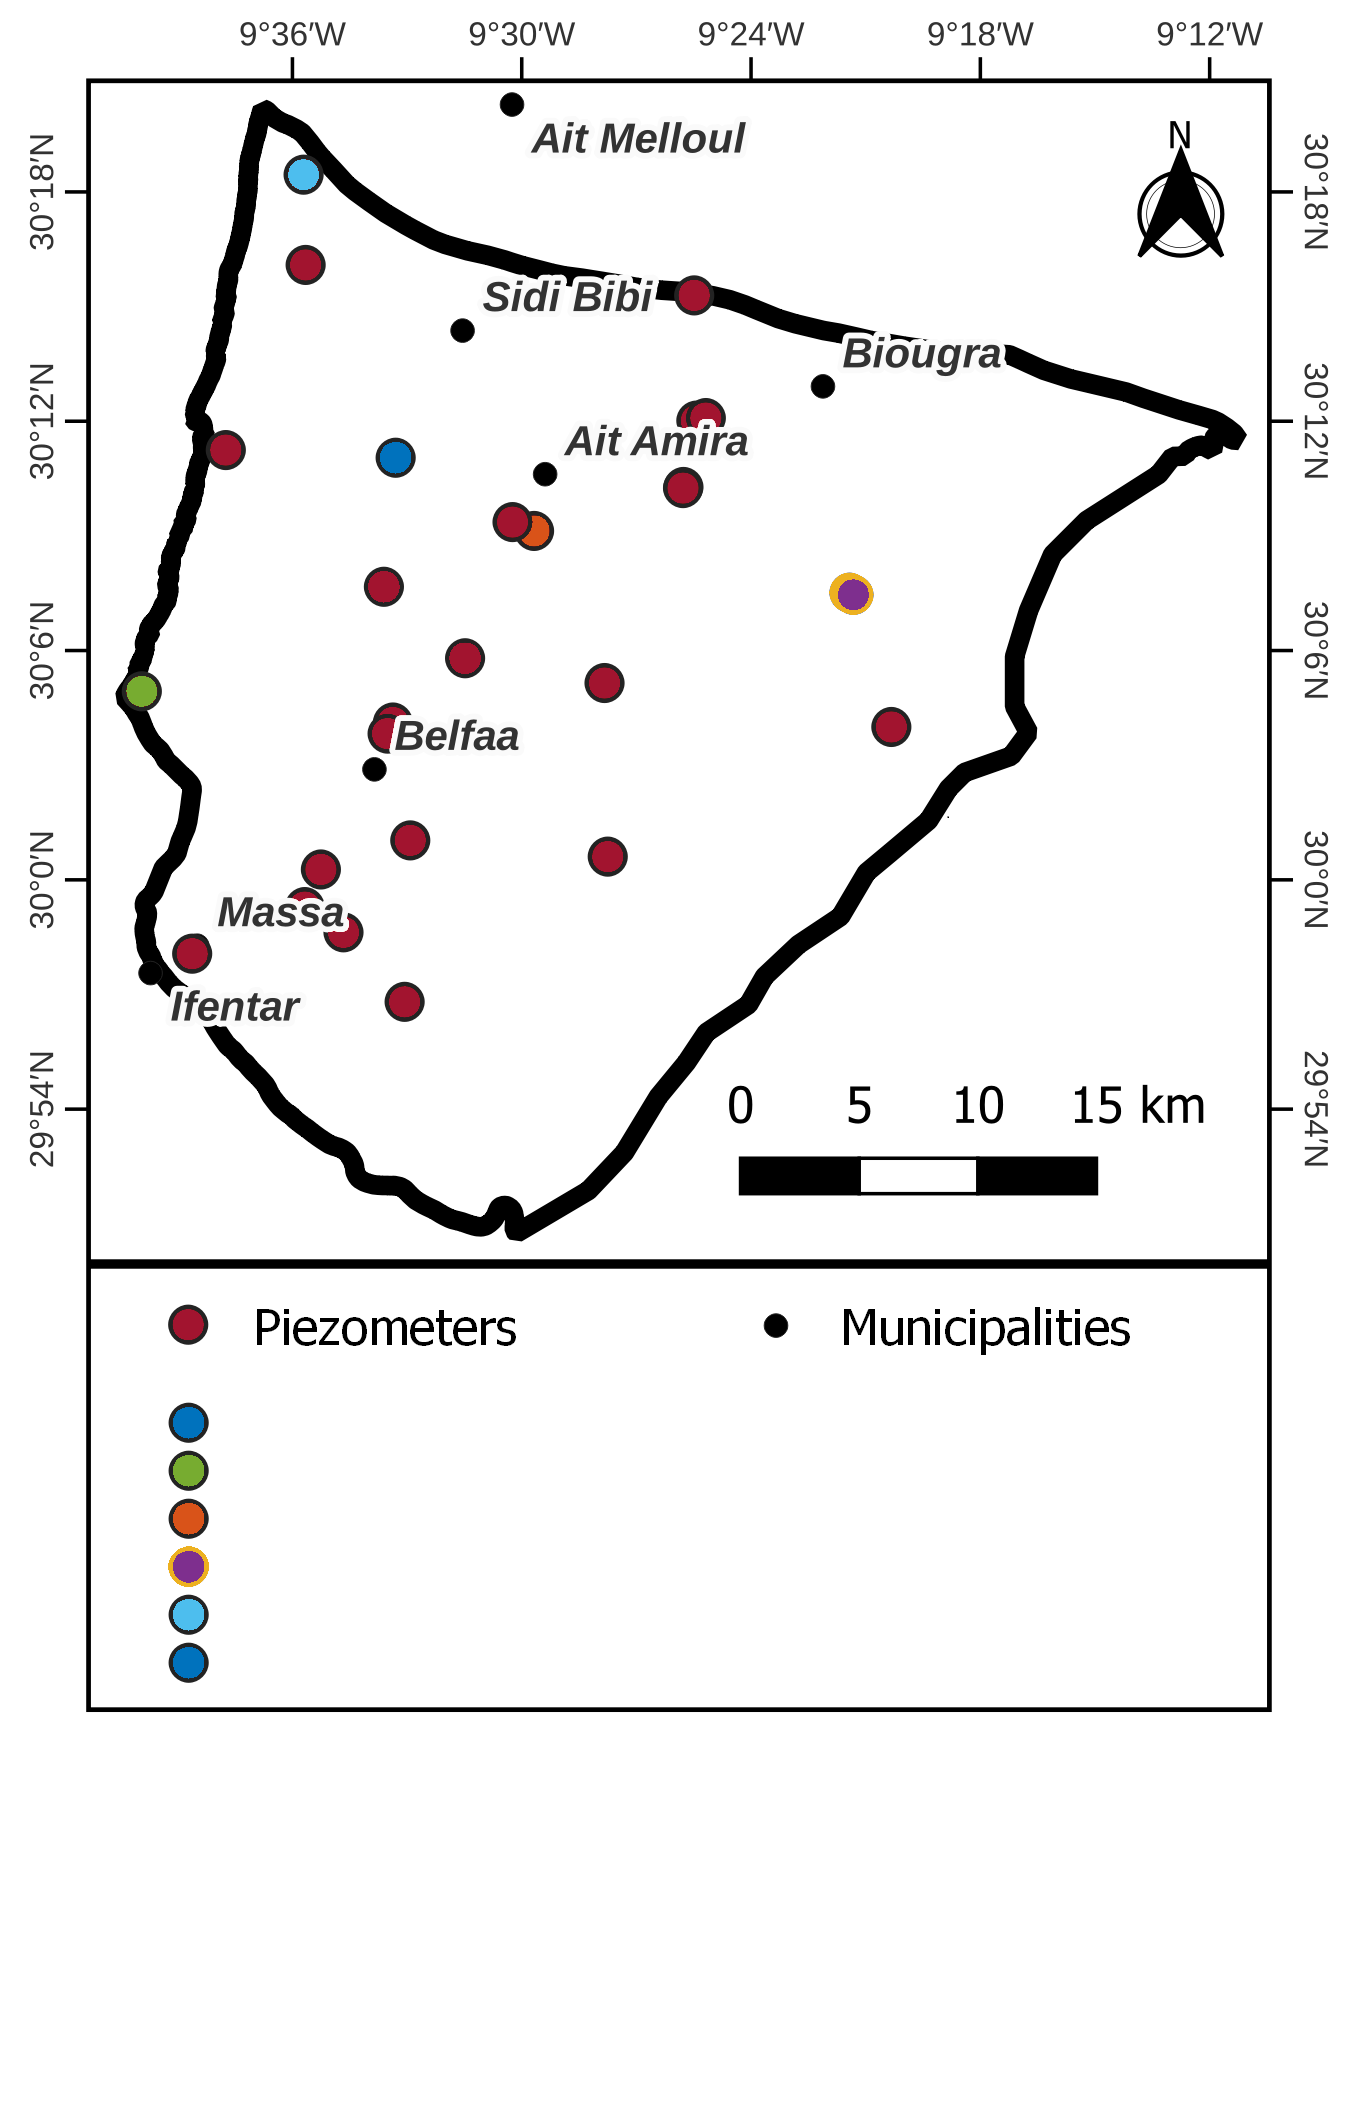 9°36′W 9°30′W 9°24′W 9°18′W 9°12′W
Ait Melloul
N
30°18′N 30°18′N
Sidi Bibi
Biougra
30°12′N 30°12′N
Ait Amira
30°6′N 30°6′N
Belfaa
30°0′N 30°0′N
Massa
Ifentar
29°54′N 29°54′N
0 5 10 15 km
Piezometers Municipalities